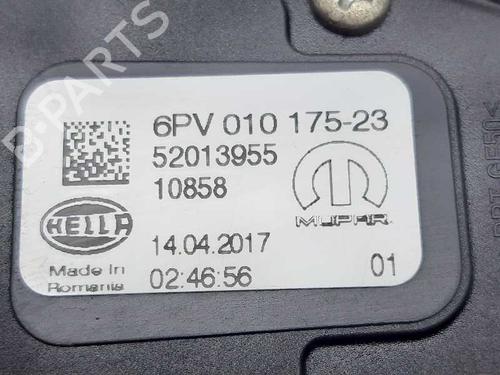 6PV 010 175-23
52013955
10858
HELLA
MOPAR
14.04.2017
Made In
Romania
02:46:56
01
B-PARTS